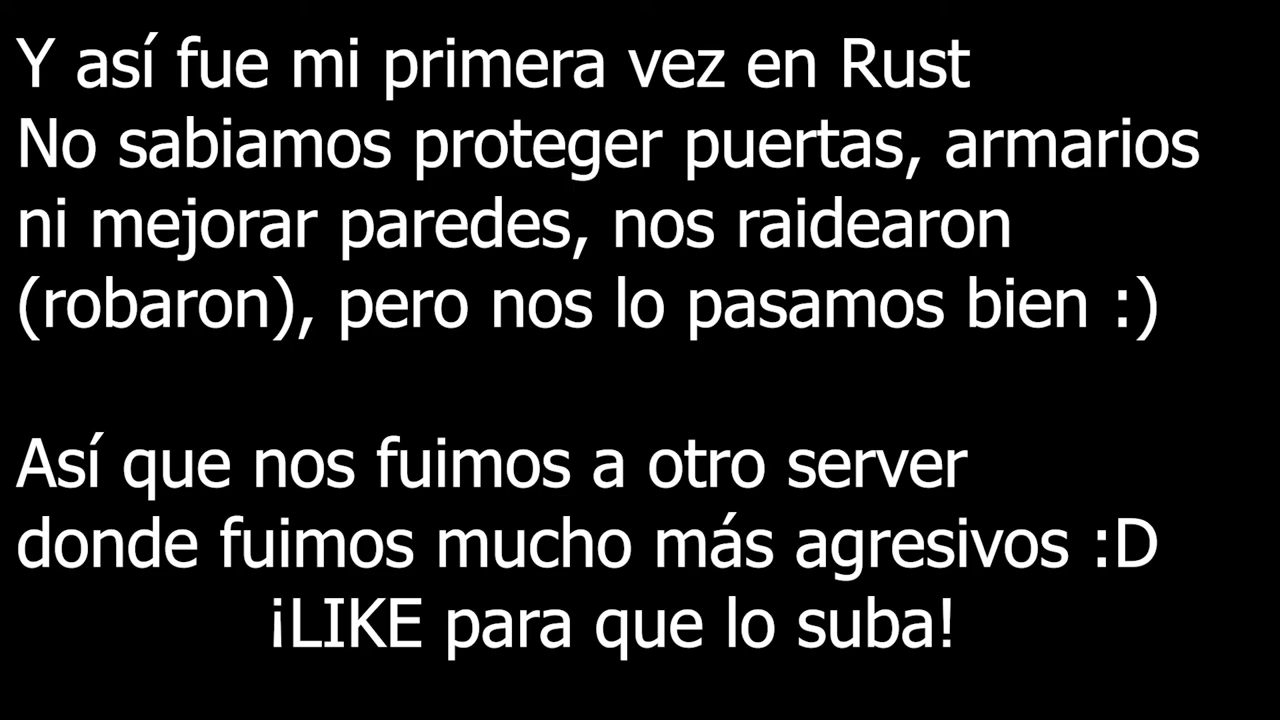 Y así fue mi primera vez en Rust
No sabiamos proteger puertas, armarios
ni mejorar paredes, nos raidearon
(robaron), pero nos lo pasamos bien :)
Así que nos fuimos a otro server
donde fuimos mucho más agresivos :D
¡LIKE para que lo suba!